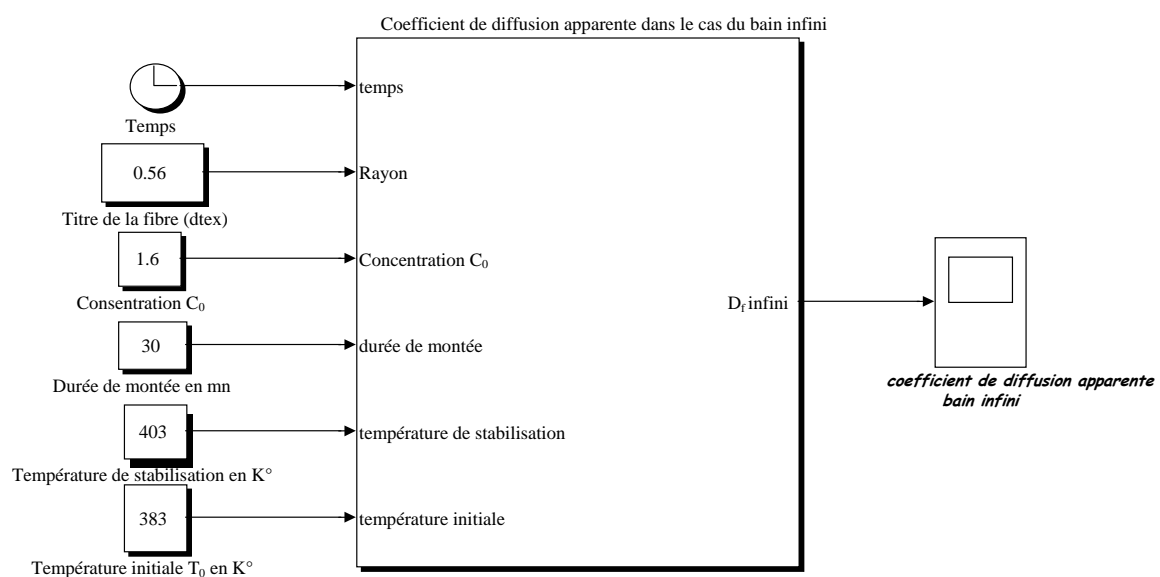 Coefficient de diffusion apparente dans le cas du bain infini
temps
Temps
0.56
Rayon
Titre de la fibre (dtex)
1.6
Concentration C₀
Consentration C₀
D_f infini
30
durée de montée
Durée de montée en mn
coefficient de diffusion apparente
bain infini
403
température de stabilisation
Température de stabilisation en K°
383
température initiale
Température initiale T₀ en K°